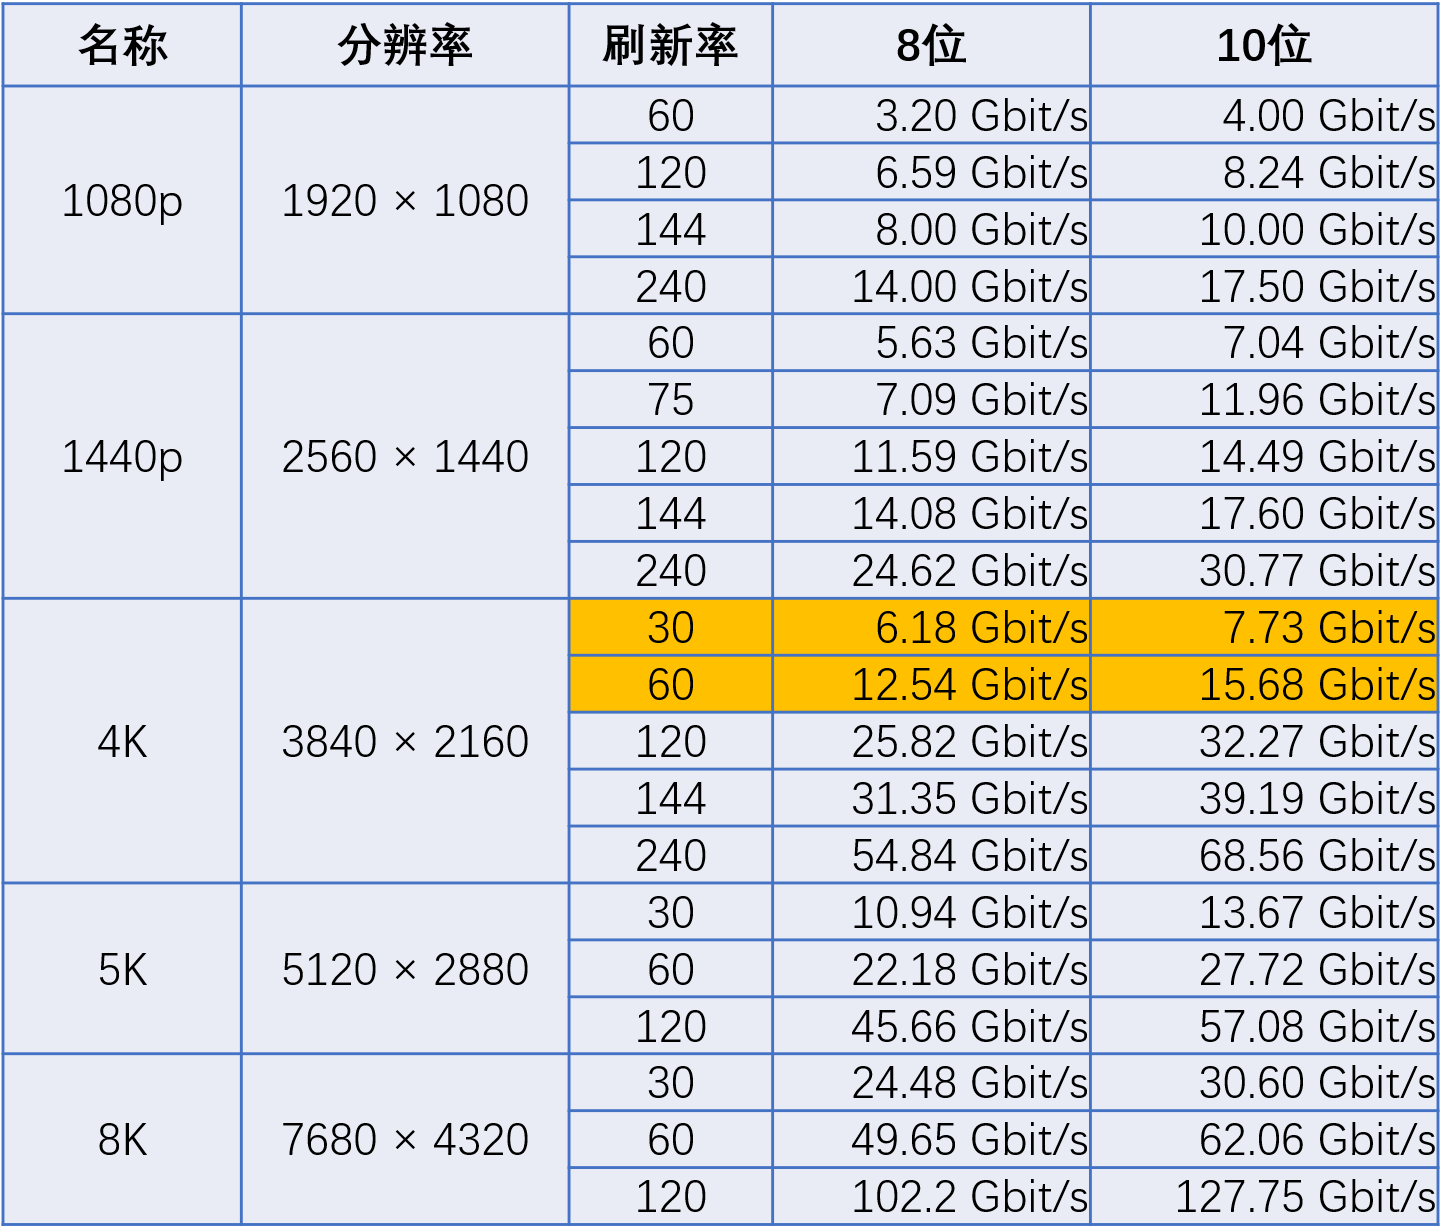 名称 分辨率 刷新率 8位 10位
1080p 1920 × 1080 60 3.20 Gbit/s 4.00 Gbit/s
120 6.59 Gbit/s 8.24 Gbit/s
144 8.00 Gbit/s 10.00 Gbit/s
240 14.00 Gbit/s 17.50 Gbit/s
1440p 2560 × 1440 60 5.63 Gbit/s 7.04 Gbit/s
75 7.09 Gbit/s 11.96 Gbit/s
120 11.59 Gbit/s 14.49 Gbit/s
144 14.08 Gbit/s 17.60 Gbit/s
240 24.62 Gbit/s 30.77 Gbit/s
4K 3840 × 2160 30 6.18 Gbit/s 7.73 Gbit/s
60 12.54 Gbit/s 15.68 Gbit/s
120 25.82 Gbit/s 32.27 Gbit/s
144 31.35 Gbit/s 39.19 Gbit/s
240 54.84 Gbit/s 68.56 Gbit/s
5K 5120 × 2880 30 10.94 Gbit/s 13.67 Gbit/s
60 22.18 Gbit/s 27.72 Gbit/s
120 45.66 Gbit/s 57.08 Gbit/s
8K 7680 × 4320 30 24.48 Gbit/s 30.60 Gbit/s
60 49.65 Gbit/s 62.06 Gbit/s
120 102.2 Gbit/s 127.75 Gbit/s